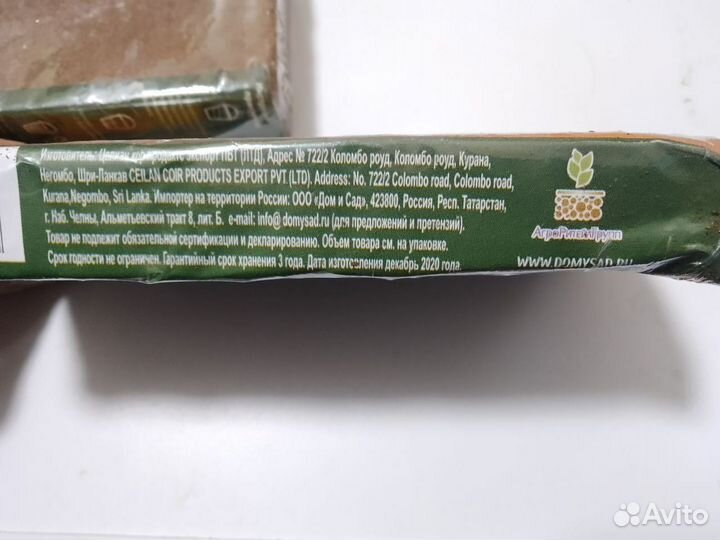 Изготовитель: Цейлан Продактс Экспорт ПВТ (ЛТД), Адрес № 722/2 Коломбо роуд, Коломбо роуд, Курана,
Негомбо, Шри-Ланкав CEILAN COIR PRODUCTS EXPORT PVT. (LTD). Address: No. 722/2 Colombo road, Colombo road,
Kurana,Negombo, Sri Lanka. Импортер на территории России: ООО «Дом и Сад», 423800, Россия, Респ. Татарстан,
г. Наб. Челны, Альметьевский тракт 8, лит. Б. e-mail: info@domysad.ru (для предложений и претензий).
Товар не подлежит обязательной сертификации и декларированию. Объем товара см. на упаковке.
Срок годности не ограничен. Гарантийный срок хранения 3 года. Дата изготовления декабрь 2020 года.
АгроРитейлГрупп
WWW.DOMYSAD.RU
Avito